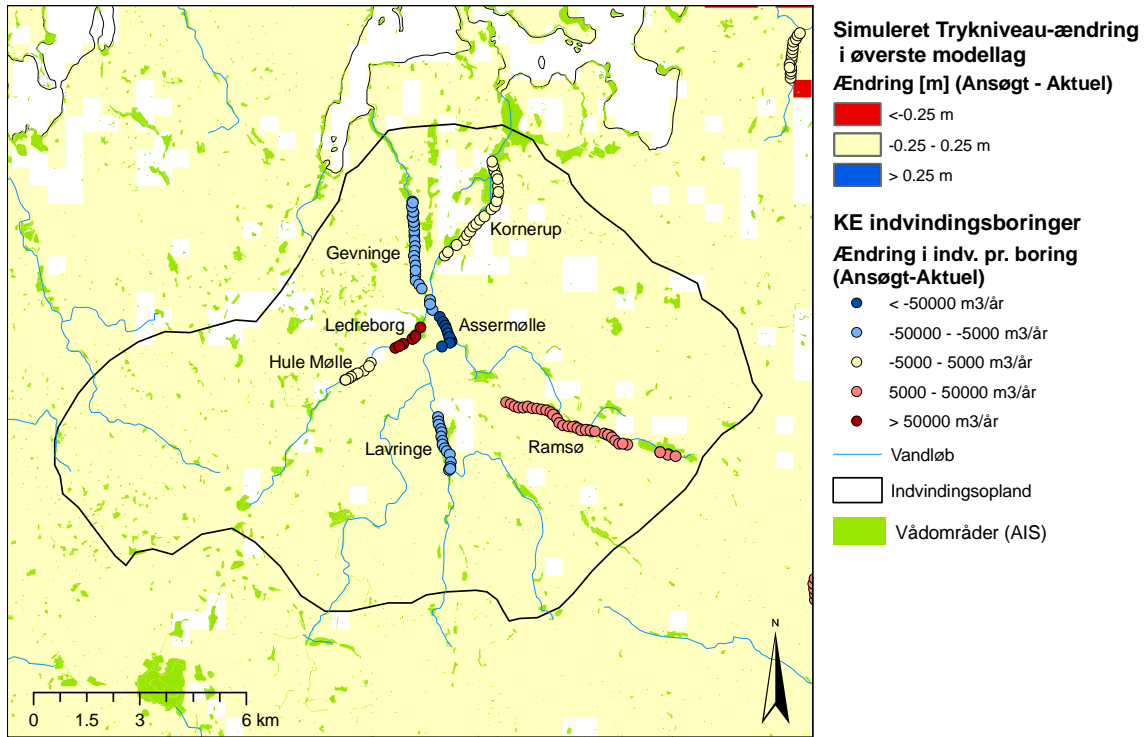 Kornerup
Gevninge
Ledreborg
Assermølle
Hule Mølle
Lavringe
Ramsø
N
0 1.5 3 6 km
Simuleret Trykniveau-ændring
i øverste modellag
Ændring [m] (Ansøgt - Aktuel)
<-0.25 m
-0.25 - 0.25 m
> 0.25 m
KE indvindingsboringer
Ændring i indv. pr. boring
(Ansøgt-Aktuel)
< -50000 m3/år
-50000 - -5000 m3/år
-5000 - 5000 m3/år
5000 - 50000 m3/år
> 50000 m3/år
Vandløb
Indvindingsopland
Vådområder (AIS)